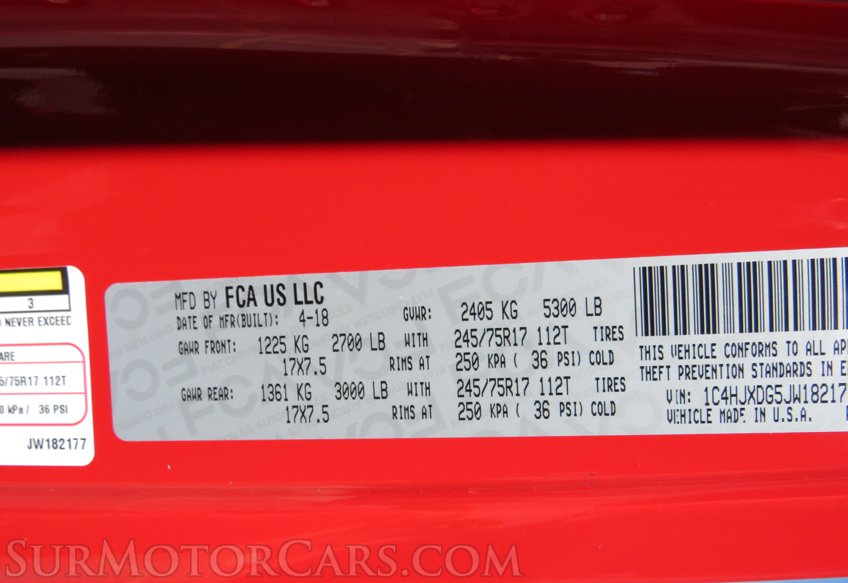 3
NEVER EXCEED
75R17 112T
kPa / 36 PSI
JW182177
MFD BY FCA US LLC
DATE OF MFR(BUILT): 4-18 GVWR: 2405 KG 5300 LB
GAWR FRONT: 1225 KG 2700 LB WITH 245/75R17 112T TIRES
17X7.5 RIMS AT 250 KPA( 36 PSI) COLD
GAWR REAR: 1361 KG 3000 LB WITH 245/75R17 112T TIRES
17X7.5 RIMS AT 250 KPA( 36 PSI) COLD
THIS VEHICLE CONFORMS TO ALL
THEFT PREVENTION STANDARDS IN
VIN: 1C4HJXDG5JW18217
VEHICLE MADE IN U.S.A.
SurMotorCars.com